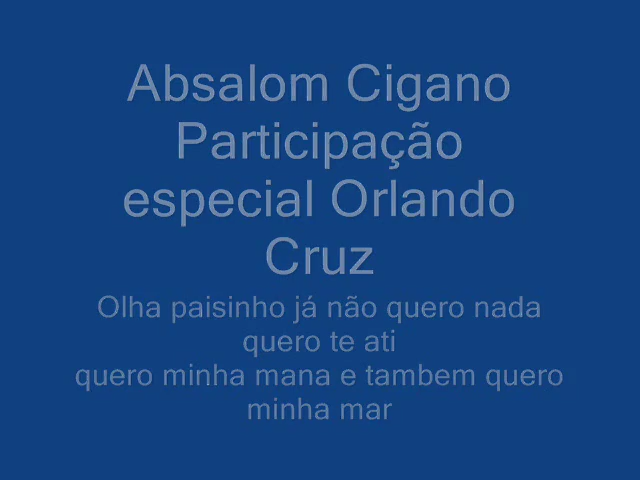 Absalom Cigano
Participação
especial Orlando
Cruz
Olha paisinho já não quero nada
quero te ati
quero minha mana e tambem quero
minha mar